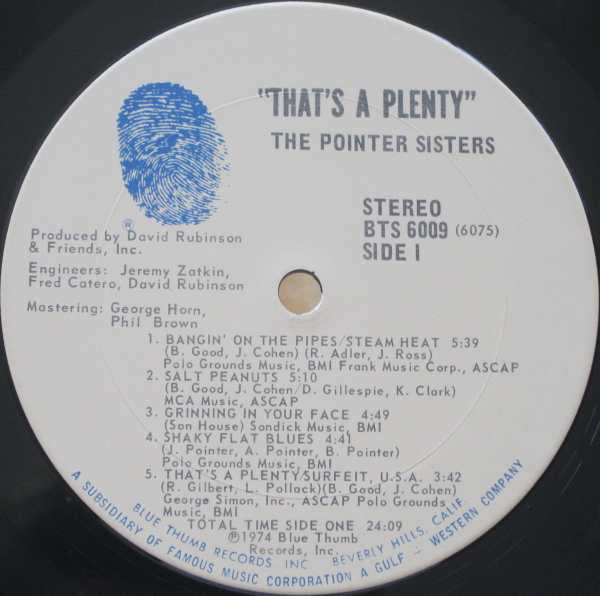 "THAT'S A PLENTY"
THE POINTER SISTERS
®
STEREO
BTS 6009 (6075)
SIDE I
Produced by David Rubinson
& Friends, Inc.
Engineers: Jeremy Zatkin,
Fred Catero, David Rubinson
Mastering: George Horn,
Phil Brown
1. BANGIN' ON THE PIPES/STEAM HEAT 5:39
(B. Good, J. Cohen) (R. Adler, J. Ross)
Polo Grounds Music, BMI Frank Music Corp., ASCAP
2. SALT PEANUTS 5:10
(B. Good, J. Cohen/D. Gillespie, K. Clark)
MCA Music, ASCAP
3. GRINNING IN YOUR FACE 4:49
(Son House) Sondick Music, BMI
4. SHAKY FLAT BLUES 4:41
(J. Pointer, A. Pointer, B. Pointer)
Polo Grounds Music, BMI
5. THAT'S A PLENTY/SURFEIT, U.S.A. 3:42
(R. Gilbert, L. Pollack)(B. Good, J. Cohen)
George Simon, Inc., ASCAP Polo Grounds
Music, BMI
TOTAL TIME SIDE ONE 24:09
℗1974 Blue Thumb
Records, Inc.
BLUE THUMB RECORDS INC BEVERLY HILLS, CALIF.
A SUBSIDIARY OF FAMOUS MUSIC CORPORATION A GULF + WESTERN COMPANY